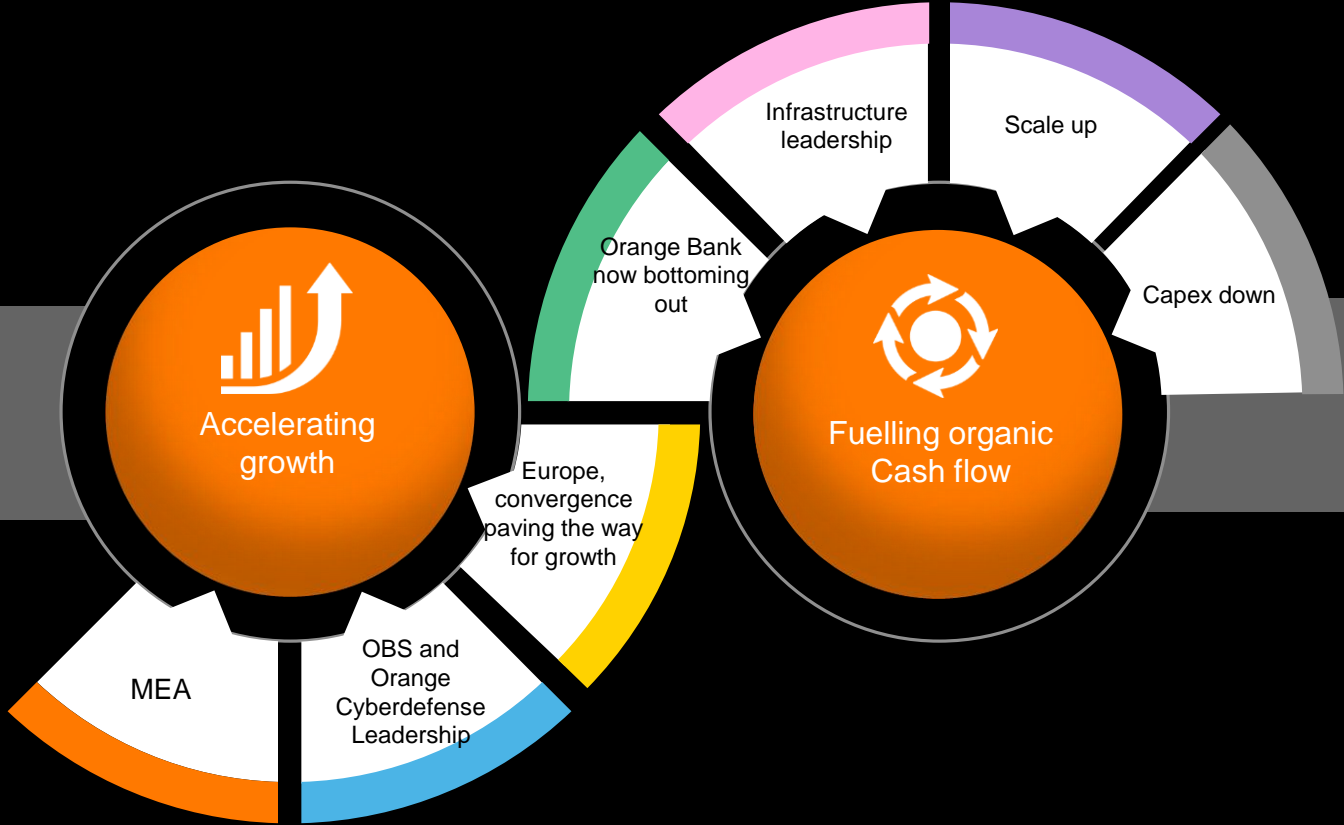 Accelerating
growth
MEA
OBS and
Orange
Cyberdefense
Leadership
Europe,
convergence
paving the way
for growth
Fuelling organic
Cash flow
Orange Bank
now bottoming
out
Infrastructure
leadership
Scale up
Capex down